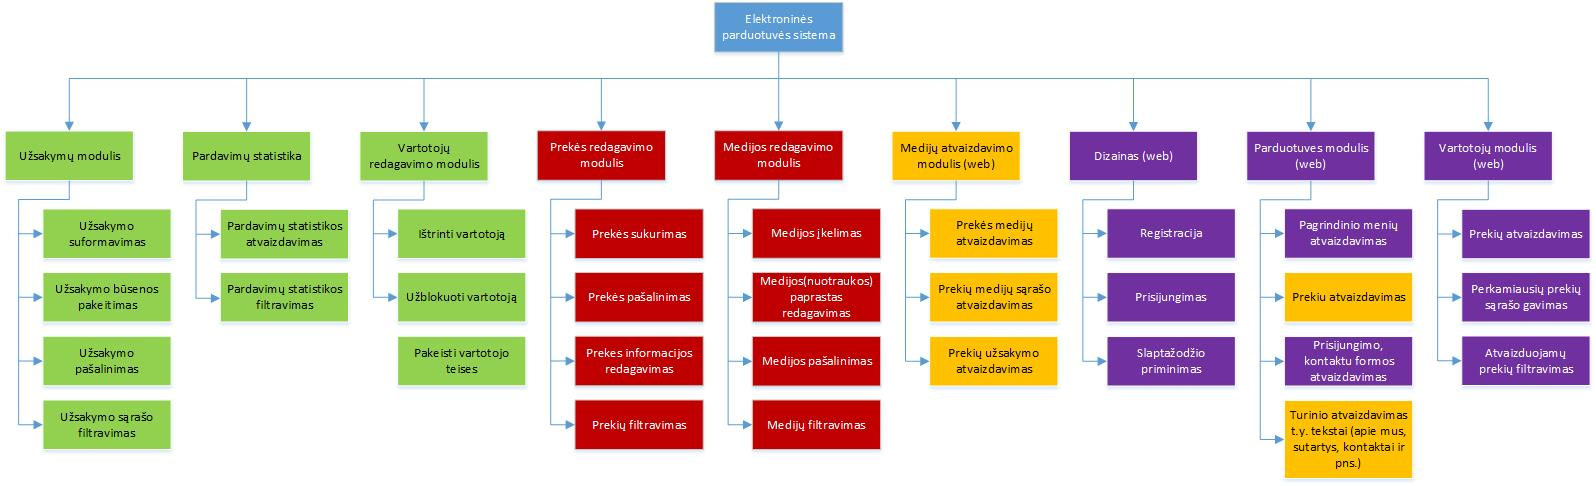 Elektroninės
parduotuvės sistema
Užsakymų modulis
Pardavimų statistika
Vartotojų
redagavimo modulis
Prekės redagavimo
modulis
Medijos redagavimo
modulis
Medijų atvaizdavimo
modulis (web)
Dizainas (web)
Parduotuves modulis
(web)
Vartotojų modulis
(web)
Užsakymo
suformavimas
Užsakymo būsenos
pakeitimas
Užsakymo
pašalinimas
Užsakymo sąrašo
filtravimas
Pardavimų statistikos
atvaizdavimas
Pardavimų statistikos
filtravimas
Ištrinti vartotoją
Užblokuoti vartotoją
Pakeisti vartotojo
teises
Prekės sukurimas
Prekės pašalinimas
Prekes informacijos
redagavimas
Prekių filtravimas
Medijos įkelimas
Medijos(nuotraukos)
paprastas
redagavimas
Medijos pašalinimas
Medijų filtravimas
Prekės medijų
atvaizdavimas
Prekių medijų sąrašo
atvaizdavimas
Prekių užsakymo
atvaizdavimas
Registracija
Prisijungimas
Slaptažodžio
priminimas
Pagrindinio menių
atvaizdavimas
Prekiu atvaizdavimas
Prisijungimo,
kontaktu formos
atvaizdavimas
Turinio atvaizdavimas
t.y. tekstai (apie mus,
sutartys, kontaktai ir
pns.)
Prekių atvaizdavimas
Perkamiausių prekių
sąrašo gavimas
Atvaizduojamų
prekių filtravimas